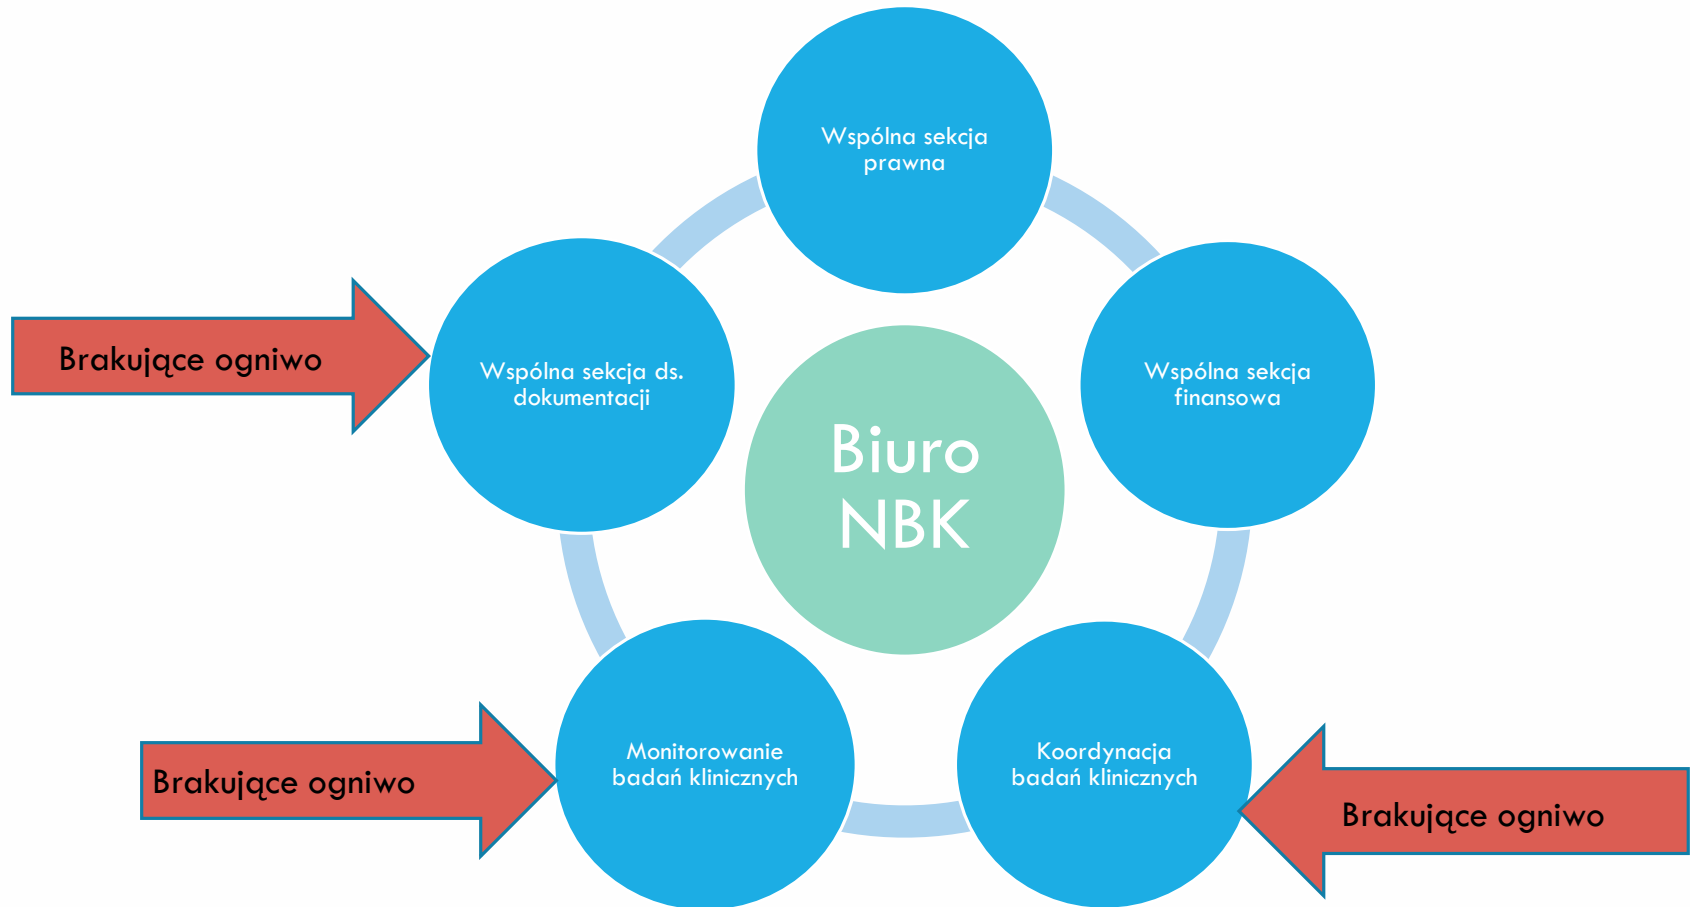 Wspólna sekcja
prawna
Brakujące ogniwo
Wspólna sekcja ds.
dokumentacji
Wspólna sekcja
finansowa
Biuro
NBK
Brakujące ogniwo
Monitorowanie
badań klinicznych
Koordynacja
badań klinicznych
Brakujące ogniwo